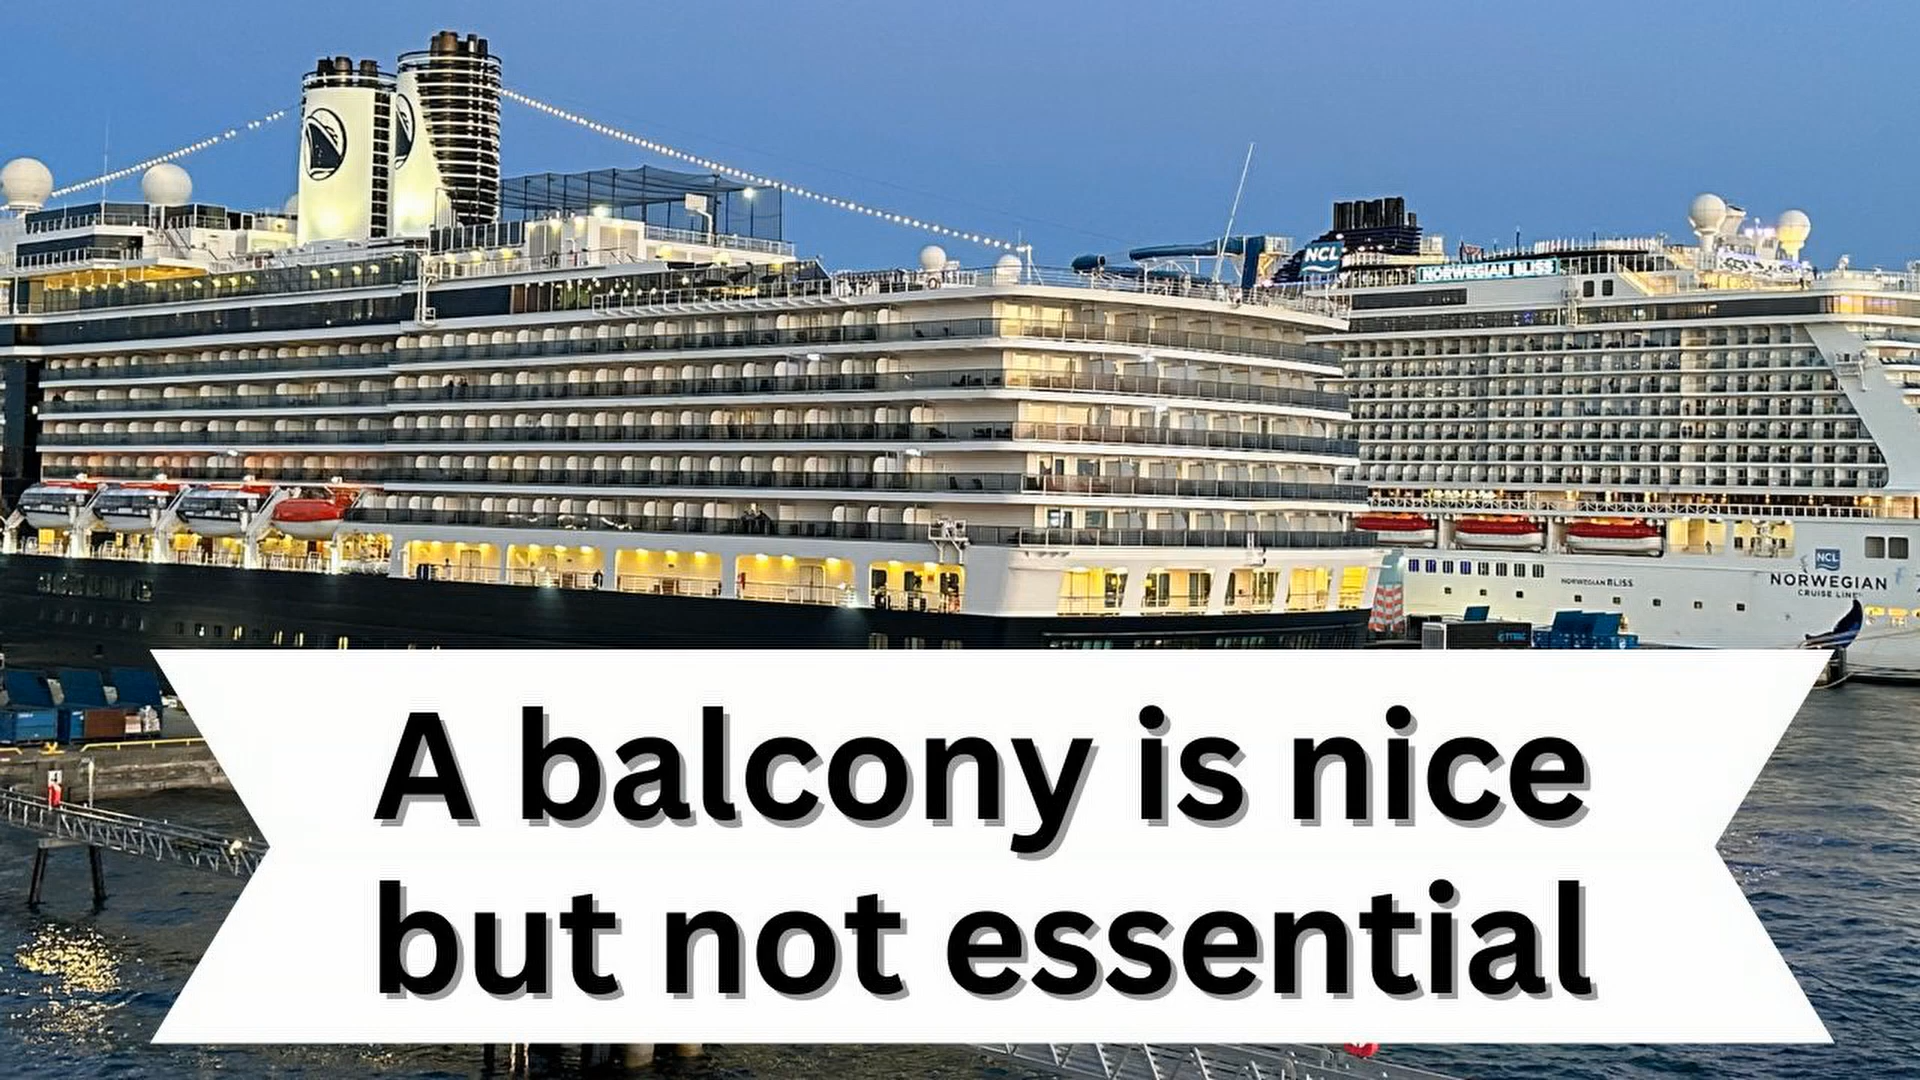 NCL
NORWEGIAN BLISS
NCL
NORWEGIAN
CRUISE LINE
NORWEGIAN BLISS
A balcony is nice
but not essential